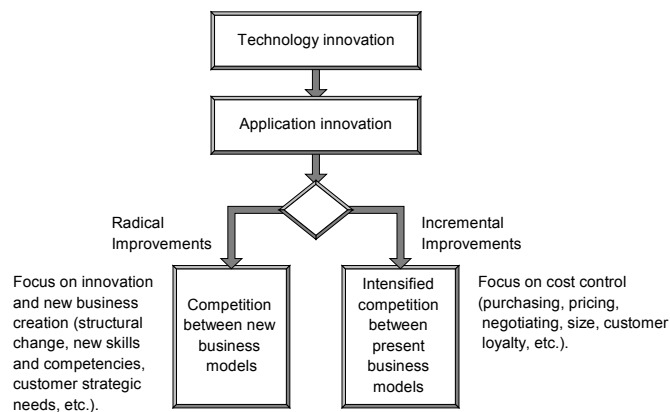 Technology innovation
Application innovation
Radical
Improvements
Incremental
Improvements
Focus on innovation
and new business
creation (structural
change, new skills
and competencies,
customer strategic
needs, etc.).
Competition
between new
business
models
Intensified
competition
between
present
business
models
Focus on cost control
(purchasing, pricing,
negotiating, size, customer
loyalty, etc.).